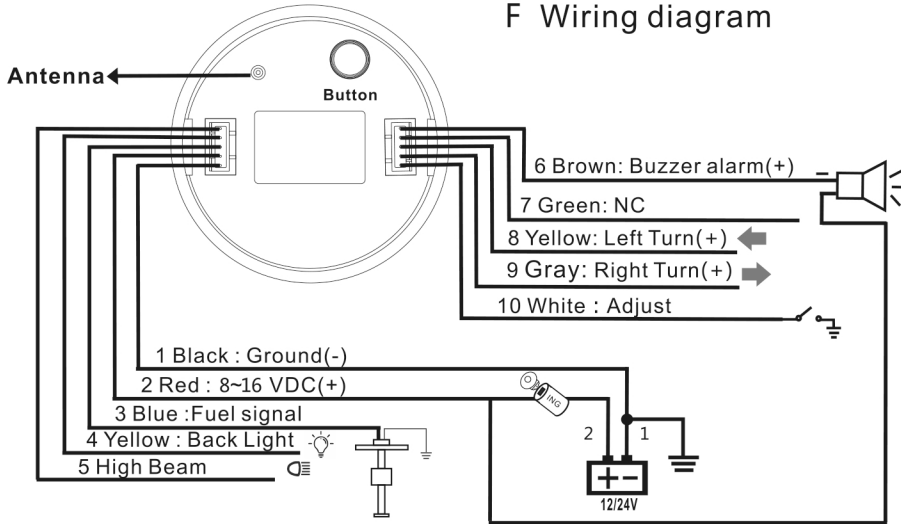 F Wiring diagram
Antenna
Button
6 Brown: Buzzer alarm(+)
−
7 Green: NC
8 Yellow: Left Turn(+)
9 Gray: Right Turn(+)
10 White : Adjust
1 Black : Ground(-)
2 Red : 8~16 VDC(+)
ING
3 Blue :Fuel signal
4 Yellow : Back Light
5 High Beam
2 1
+ −
12/24V